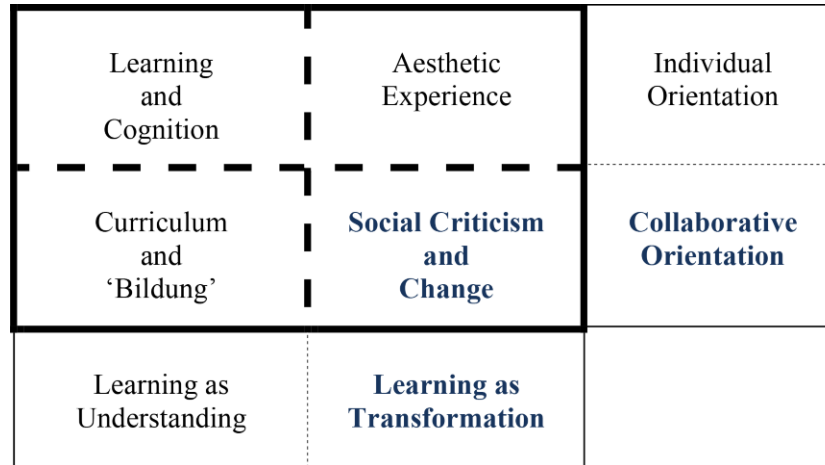 Learning
and
Cognition
Aesthetic
Experience
Individual
Orientation
Curriculum
and
‘Bildung’
Social Criticism
and
Change
Collaborative
Orientation
Learning as
Understanding
Learning as
Transformation